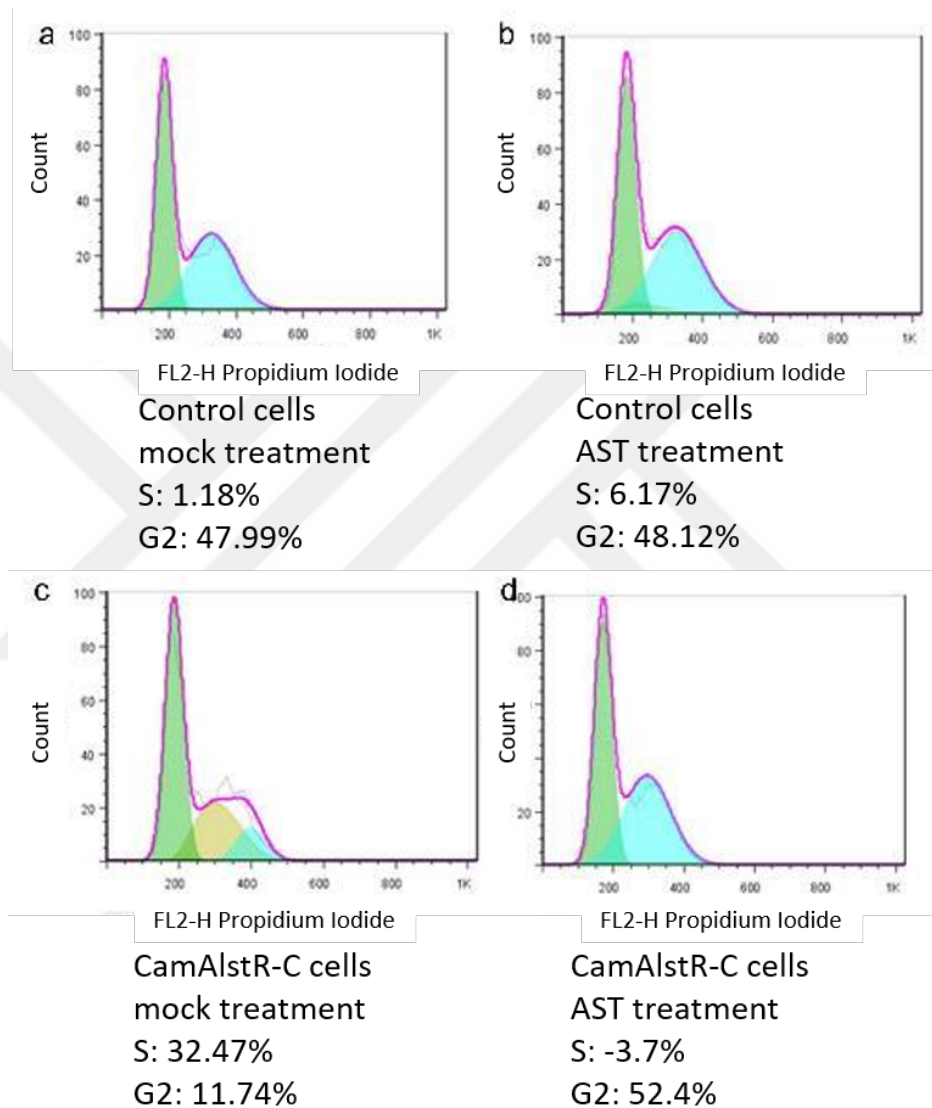 a
100
80
60
40
20
Count
200 400 600 800 1K
FL2-H Propidium Iodide
Control cells
mock treatment
S: 1.18%
G2: 47.99%
b
100
80
60
40
20
Count
200 400 600 800 1K
FL2-H Propidium Iodide
Control cells
AST treatment
S: 6.17%
G2: 48.12%
c
100
80
60
40
20
Count
200 400 600 800 1K
FL2-H Propidium Iodide
CamAlstR-C cells
mock treatment
S: 32.47%
G2: 11.74%
d
80
20
Count
200 400 600 800 1K
FL2-H Propidium Iodide
CamAlstR-C cells
AST treatment
S: -3.7%
G2: 52.4%